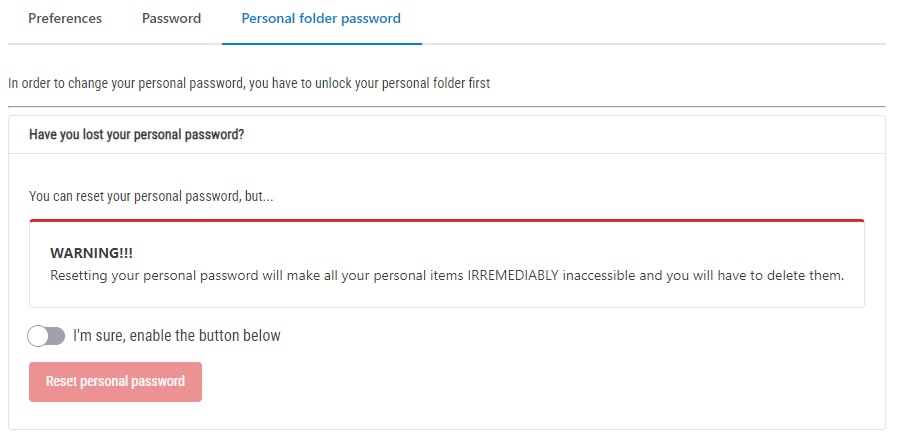 Preferences Password Personal folder password
In order to change your personal password, you have to unlock your personal folder first
Have you lost your personal password?
You can reset your personal password, but...
WARNING!!!
Resetting your personal password will make all your personal items IRREMEDIABLY inaccessible and you will have to delete them.
I'm sure, enable the button below
Reset personal password